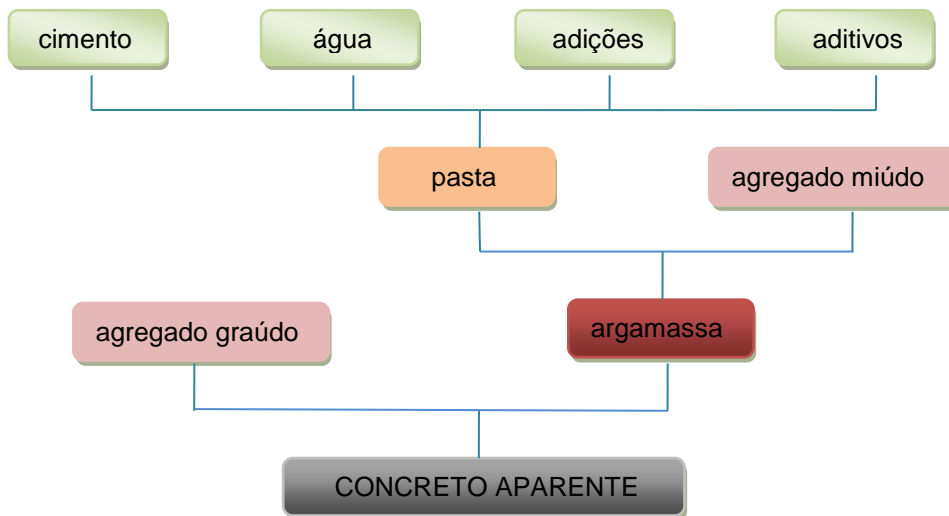 cimento
água
adições
aditivos
pasta
agregado miúdo
agregado graúdo
argamassa
CONCRETO APARENTE